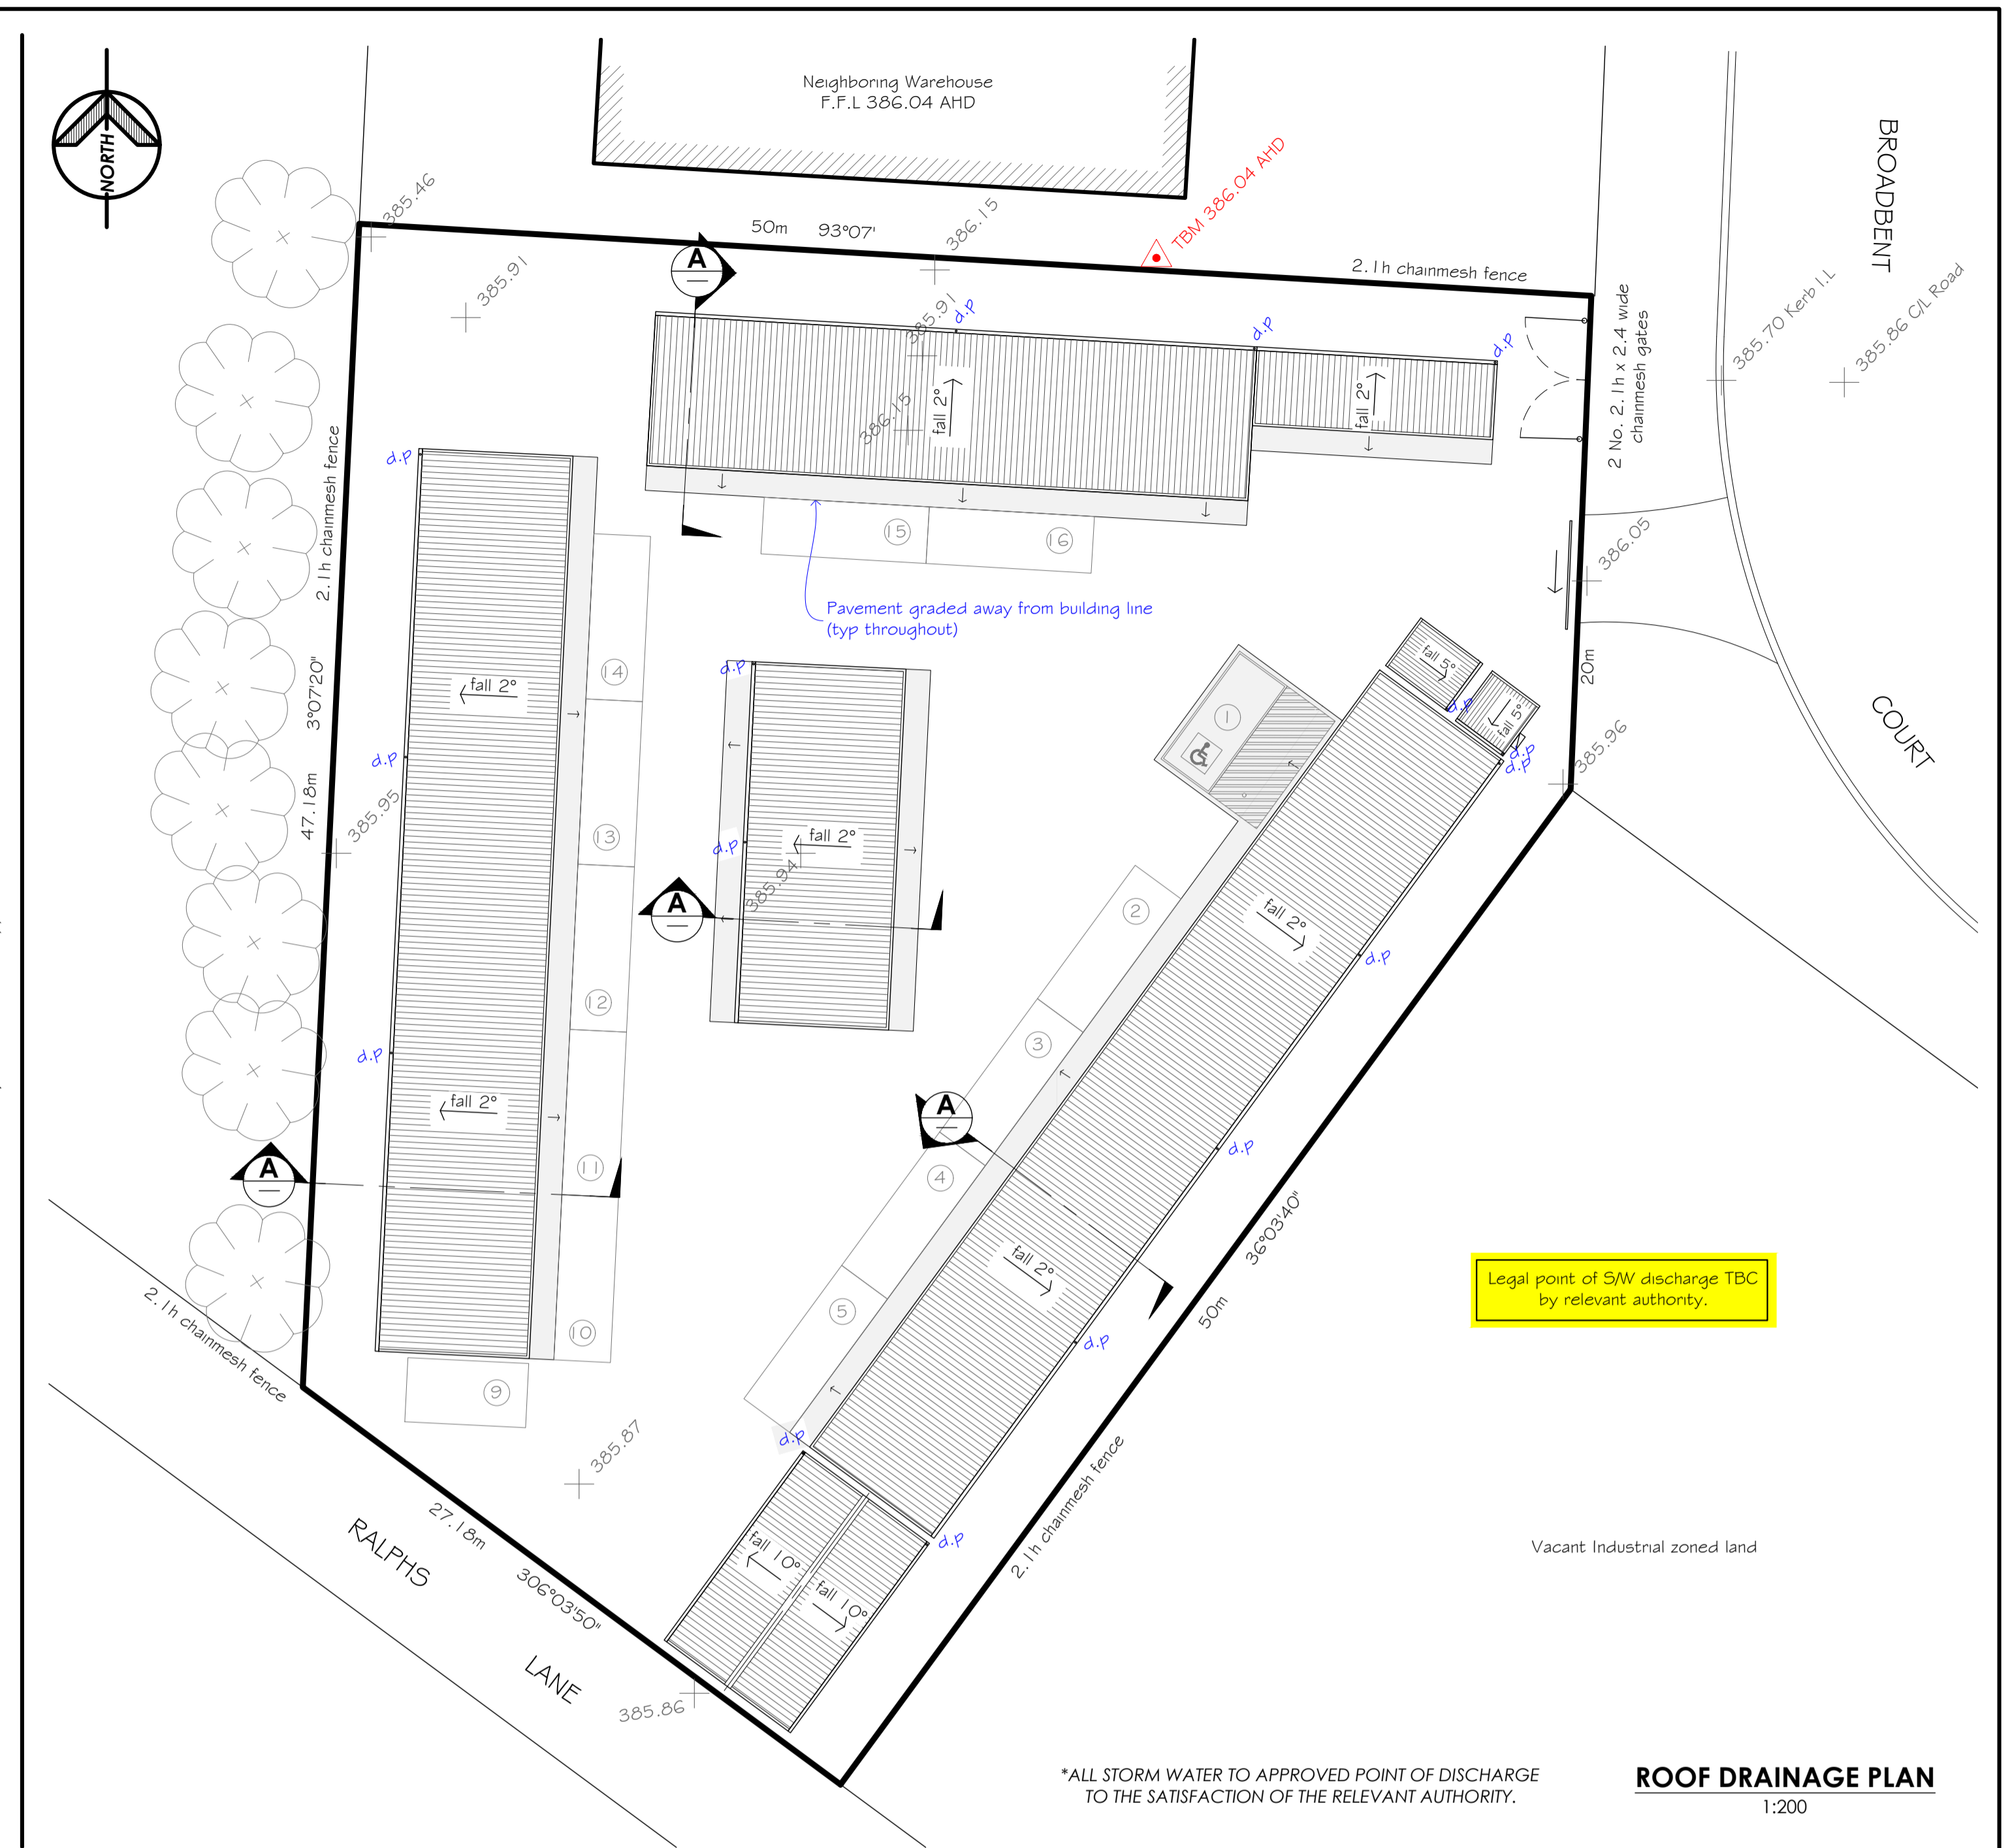 NORTH
Neighboring Warehouse
F.F.L 386.04 AHD
BROADBENT
COURT
385.46
50m 93°07'
386.15
TBM 386.04 AHD
2.1h chainmesh fence
385.91
A
385.91
d.p
d.p
d.p
2 No. 2.1h x 2.4 wide
chainmesh gates
385.70 Kerb I.L
385.86 C/L Road
fall 2°
386.15
fall 2°
2.1h chainmesh fence
d.p
15
16
386.05
Pavement graded away from building line
(typ throughout)
14
fall 2°
3°07'20"
47.18m
d.p
d.p
fall 5°
fall 5°
20m
d.p
d.p
d.p
1
385.96
385.95
13
d.p
fall 2°
385.94
A
2
fall 2°
d.p
12
3
d.p
fall 2°
A
11
4
d.p
36°03'40"
50m
fall 2°
d.p
A
5
10
9
2.1h chainmesh fence
Legal point of S/W discharge TBC
by relevant authority.
385.87
d.p
d.p
2.1h chainmesh fence
27.18m
306°03'50"
RALPHS
LANE
fall 10°
fall 10°
385.86
Vacant Industrial zoned land
*ALL STORM WATER TO APPROVED POINT OF DISCHARGE
TO THE SATISFACTION OF THE RELEVANT AUTHORITY.
ROOF DRAINAGE PLAN
1:200